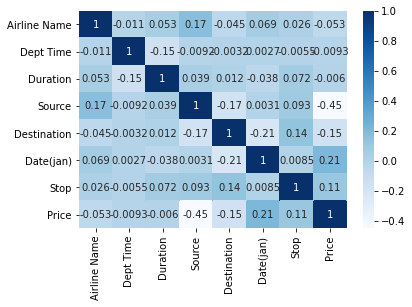 Airline Name 1 -0.011 0.053 0.17 -0.045 0.069 0.026 -0.053
Dept Time -0.011 1 -0.15 -0.0092 0.0032 0.0027 -0.0055 -0.0093
Duration 0.053 -0.15 1 0.039 0.012 -0.038 0.072 -0.006
Source 0.17 -0.0092 0.039 1 -0.17 0.0031 0.093 -0.45
Destination -0.045 0.0032 0.012 -0.17 1 -0.21 0.14 -0.15
Date(jan) 0.069 0.0027 -0.038 0.0031 -0.21 1 0.0085 0.21
Stop 0.026 -0.0055 0.072 0.093 0.14 0.0085 1 0.11
Price -0.053 -0.0093 -0.006 -0.45 -0.15 0.21 0.11 1
Airline Name Dept Time Duration Source Destination Date(jan) Stop Price
1.0
0.8
0.6
0.4
0.2
0.0
−0.2
−0.4